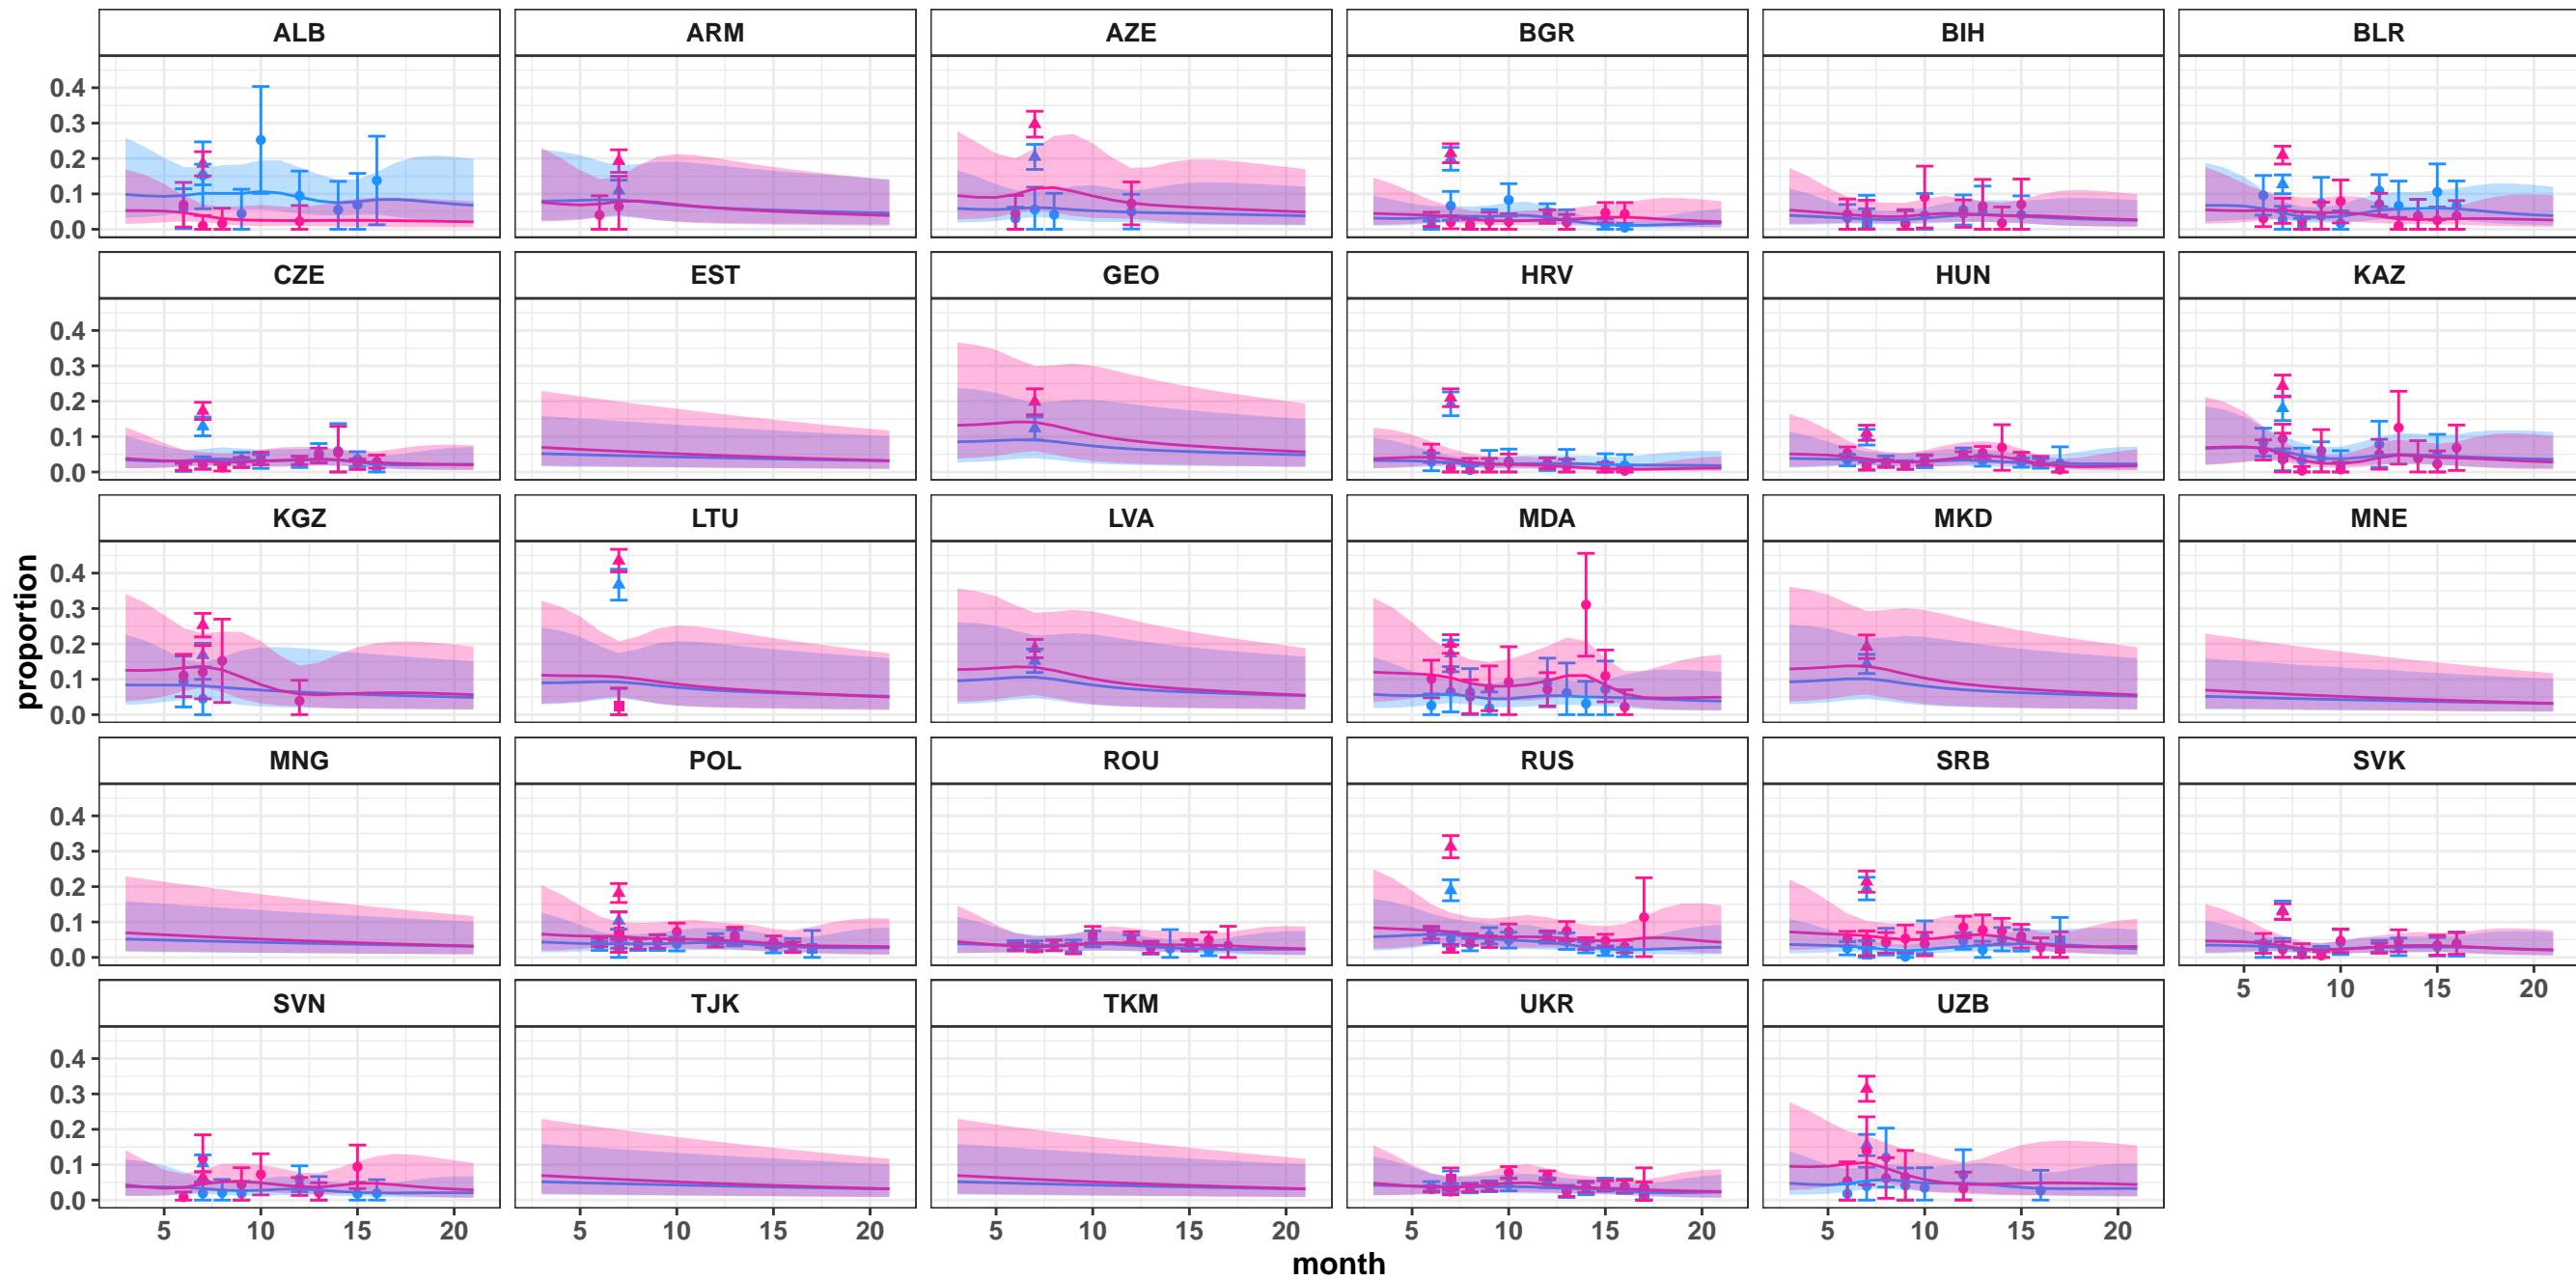 ALB ARM AZE BGR BIH BLR
0.4
0.3
0.2
0.1
0.0
CZE EST GEO HRV HUN KAZ
0.4
0.3
0.2
0.1
0.0
KGZ LTU LVA MDA MKD MNE
0.4
0.3
0.2
0.1
0.0
proportion
MNG POL ROU RUS SRB SVK
0.4
0.3
0.2
0.1
0.0
5 10 15 20
SVN TJK TKM UKR UZB
0.4
0.3
0.2
0.1
0.0
5 10 15 20 5 10 15 20 5 10 15 20 5 10 15 20 5 10 15 20
month